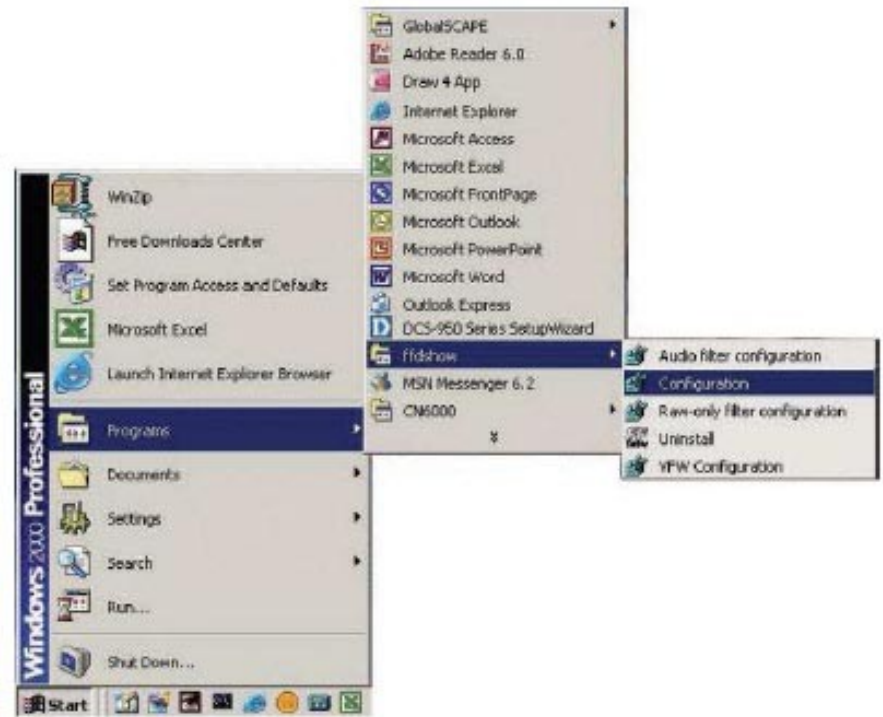 GlobalSCAPE
Adobe Reader 6.0
Draw 4 App
Internet Explorer
Microsoft Access
Microsoft Excel
Microsoft FrontPage
Microsoft Outlook
Microsoft PowerPoint
Microsoft Word
Outlook Express
DCS-950 Series SetupWizard
ffdshow
MSN Messenger 6.2
CN6000
Audio filter configuration
Configuration
Raw-only filter configuration
Uninstall
VFW Configuration
WinZip
Free Downloads Center
Set Program Access and Defaults
Microsoft Excel
Launch Internet Explorer Browser
Programs
Documents
Settings
Search
Run...
Shut Down...
Windows 2000 Professional
Start